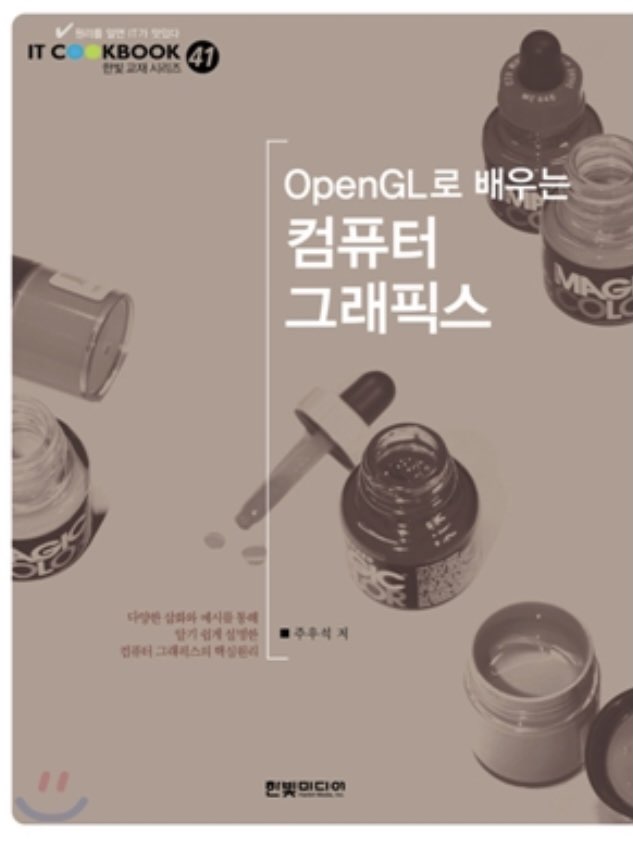 원리를 알면 IT가 맛있다
IT COOKBOOK 41
한빛 교재 시리즈
OpenGL로 배우는
컴퓨터
그래픽스
MAGIC
COLO
MAGIC
COLO
다양한 삽화와 예시를 통해
알기 쉽게 설명한
컴퓨터 그래픽스의 핵심원리
■ 주우석 저
한빛미디어